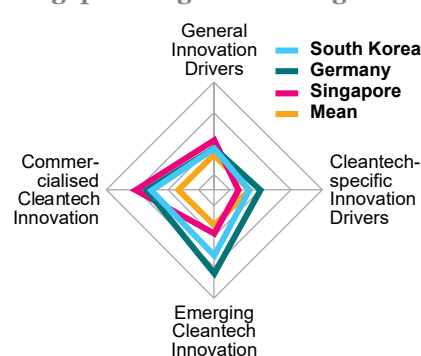 General
Innovation
Drivers
South Korea
Germany
Singapore
Mean
Commer-
cialised
Cleantech
Innovation
Cleantech-
specific
Innovation
Drivers
Emerging
Cleantech
Innovation